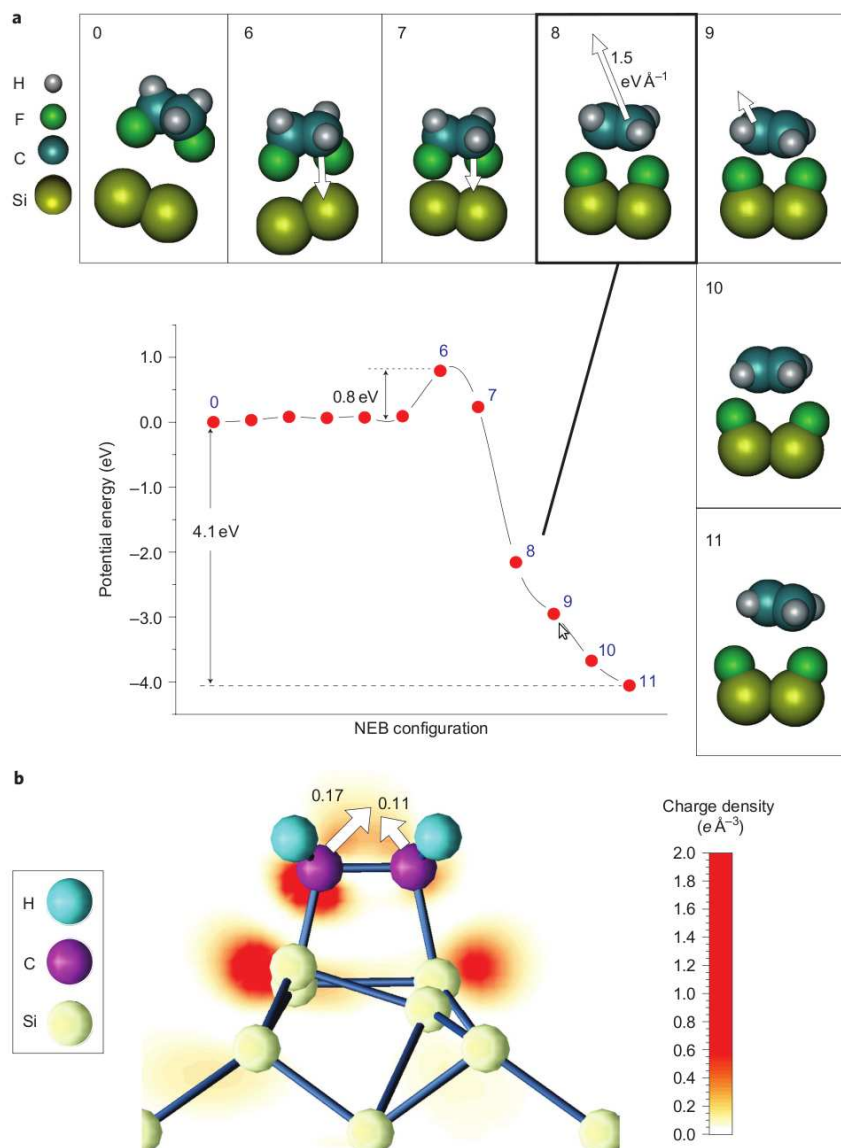 a
0
6
7
8
9
1.5
eV Å⁻¹
H
F
C
Si
10
11
1.0
0.0
−1.0
−2.0
−3.0
−4.0
Potential energy (eV)
0
0.8 eV
6
7
4.1 eV
8
9
10
11
NEB configuration
b
0.17
0.11
H
C
Si
Charge density
(e Å⁻³)
2.0
1.8
1.6
1.4
1.2
1.0
0.8
0.6
0.4
0.2
0.0